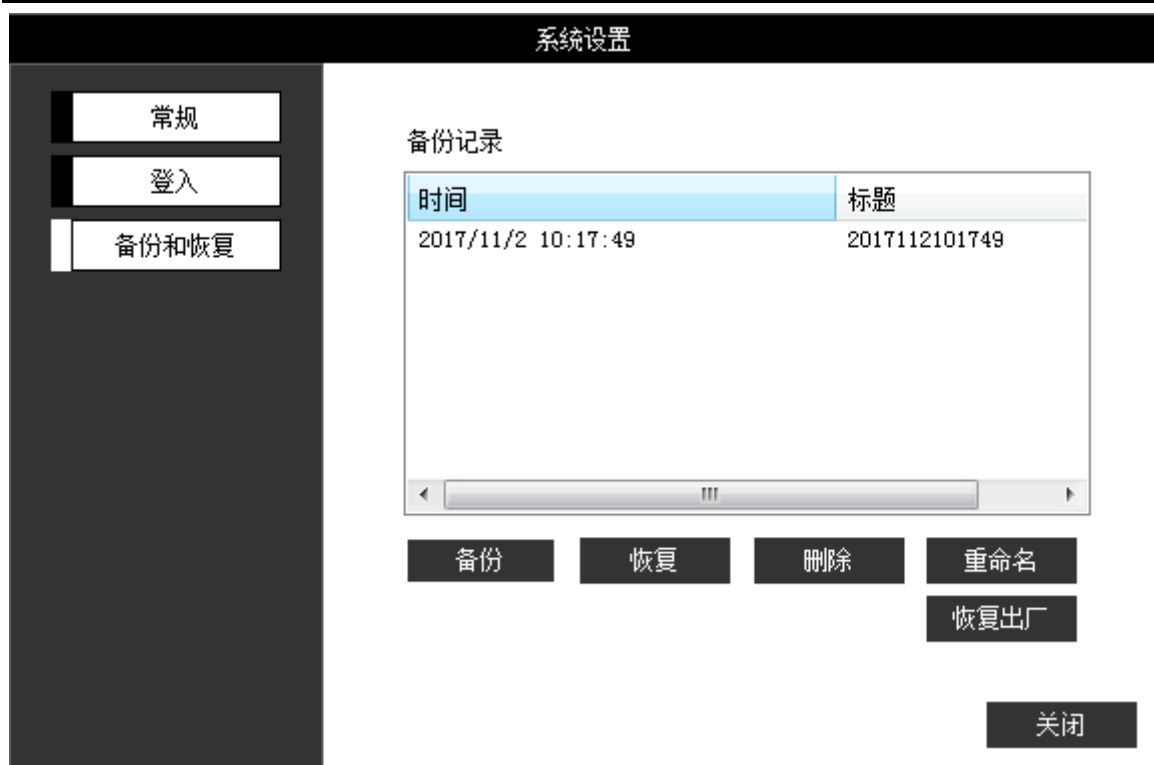 系统设置
常规
登入
备份和恢复
备份记录
时间 标题
2017/11/2 10:17:49 2017112101749
备份 恢复 删除 重命名
恢复出厂
关闭